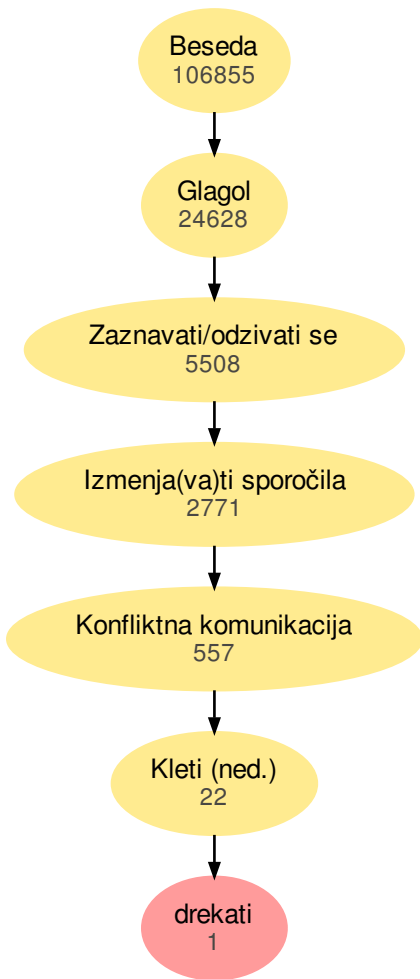 Beseda
106855
Glagol
24628
Zaznavati/odzivati se
5508
Izmenja(va)ti sporočila
2771
Konfliktna komunikacija
557
Kleti (ned.)
22
drekati
1